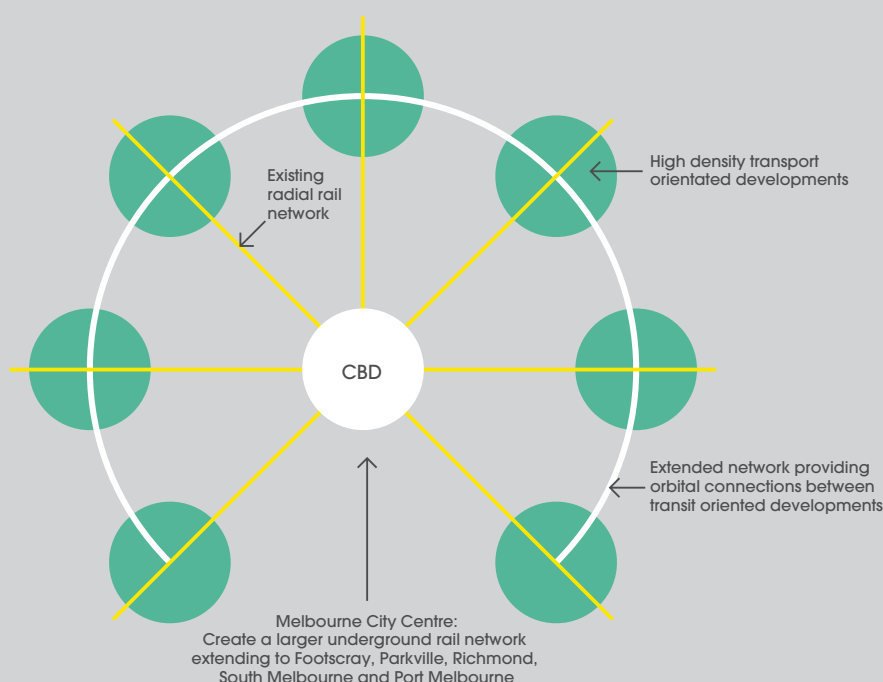 Existing
radial rail
network
High density transport
orientated developments
CBD
Extended network providing
orbital connections between
transit oriented developments
Melbourne City Centre:
Create a larger underground rail network
extending to Footscray, Parkville, Richmond,
South Melbourne and Port Melbourne